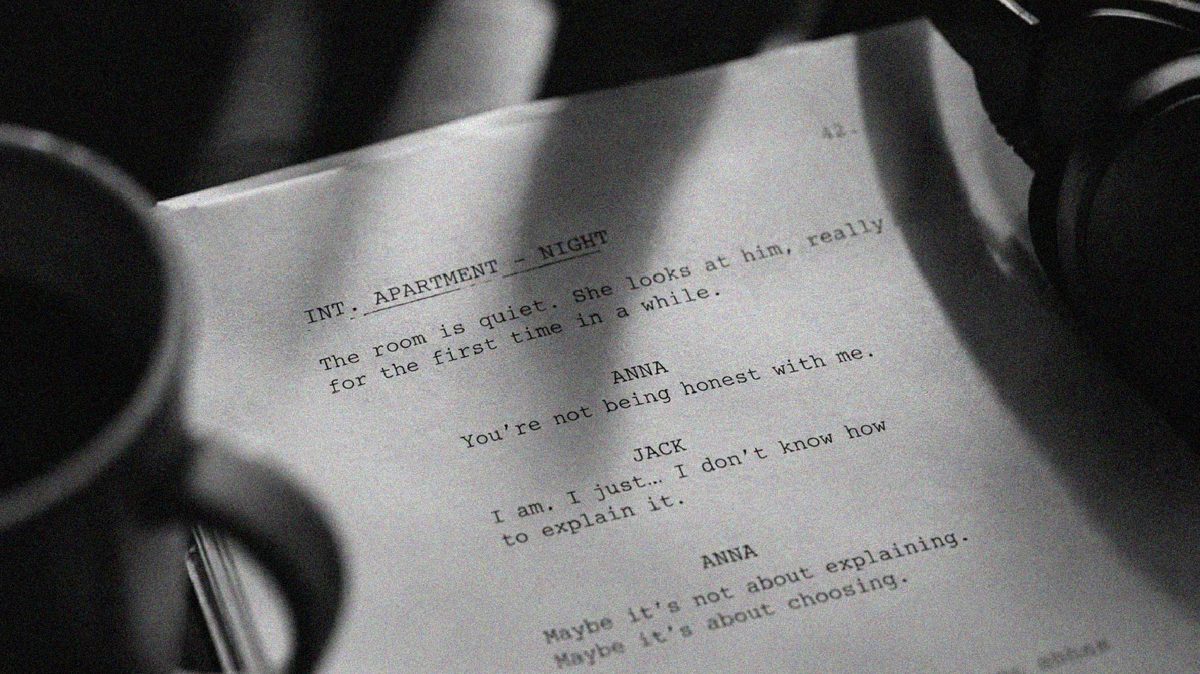 42.
INT. APARTMENT - NIGHT
The room is quiet. She looks at him, really
for the first time in a while.
ANNA
You're not being honest with me.
JACK
I am. I just… I don't know how
to explain it.
ANNA
Maybe it's not about explaining.
Maybe it's about choosing.